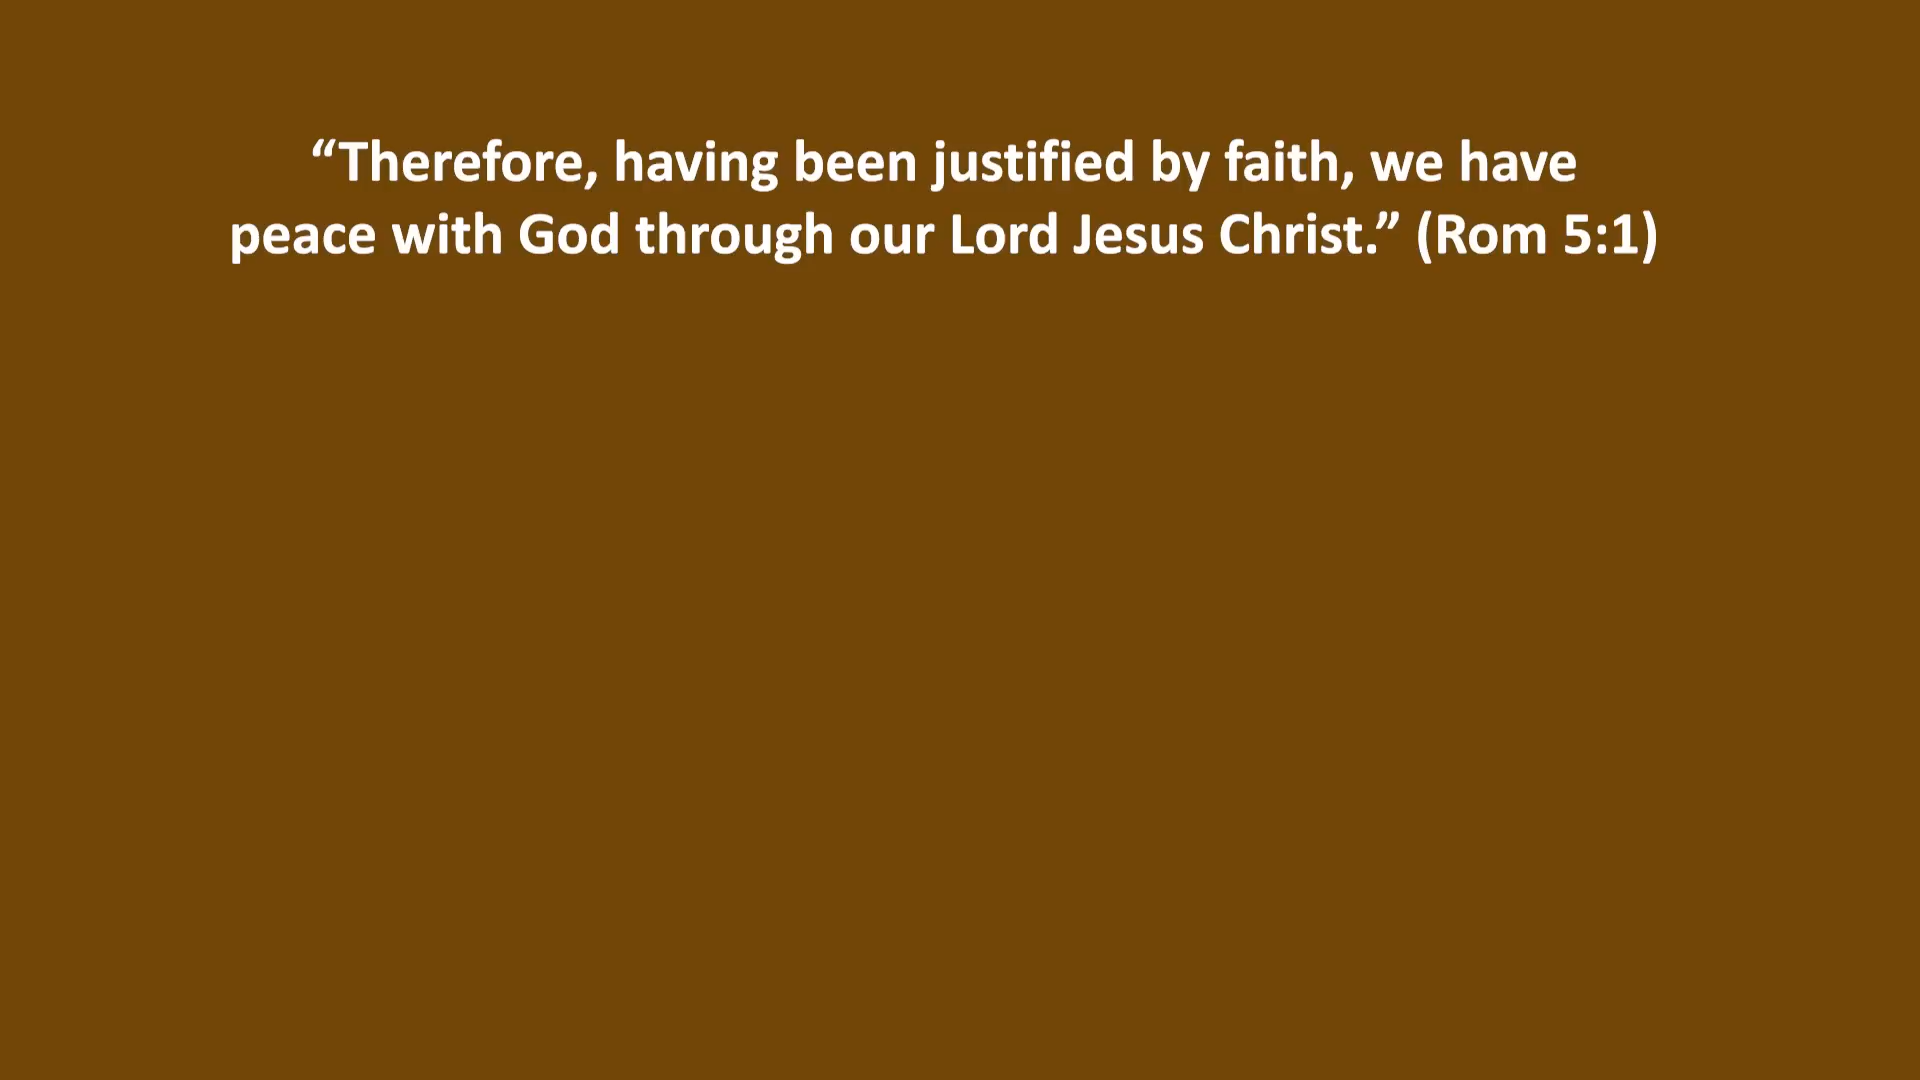 “Therefore, having been justified by faith, we have
peace with God through our Lord Jesus Christ.” (Rom 5:1)